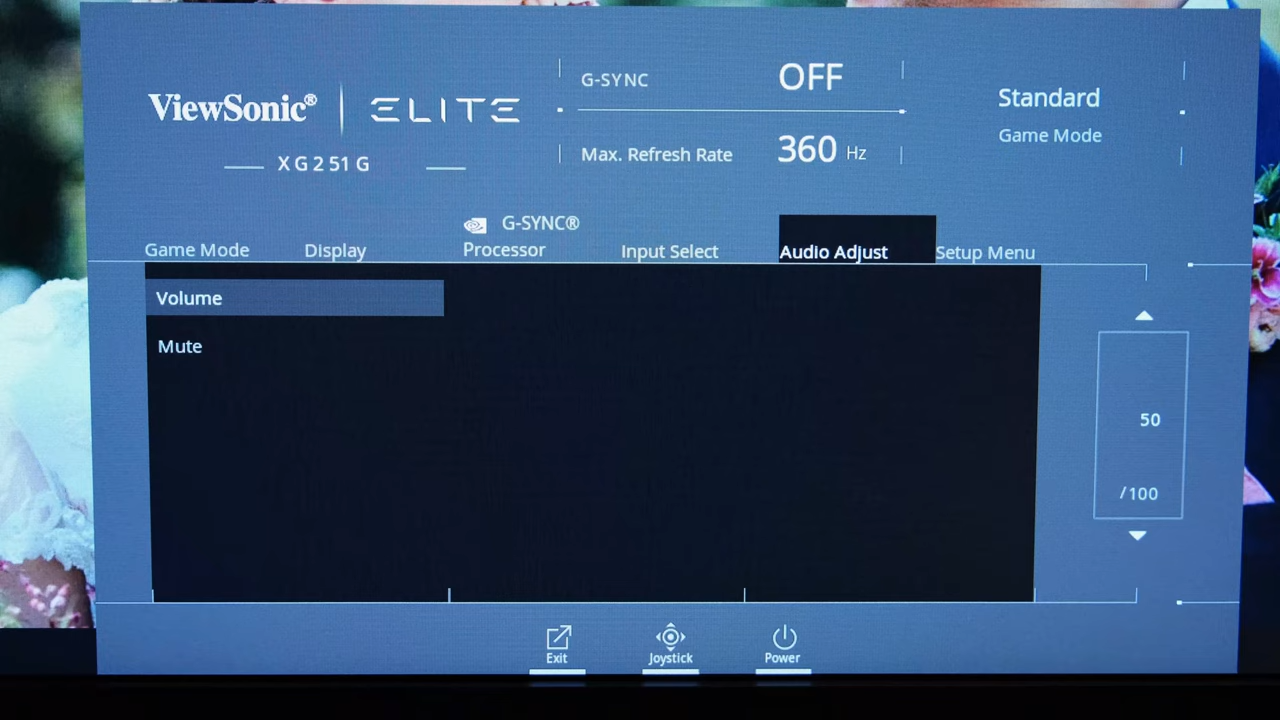 ViewSonic® | ELITE
XG251G
G-SYNC OFF
Max. Refresh Rate 360 Hz
Standard
Game Mode
Game Mode
Display
G-SYNC®
Processor
Input Select
Audio Adjust
Setup Menu
Volume
Mute
50
/100
Exit
Joystick
Power